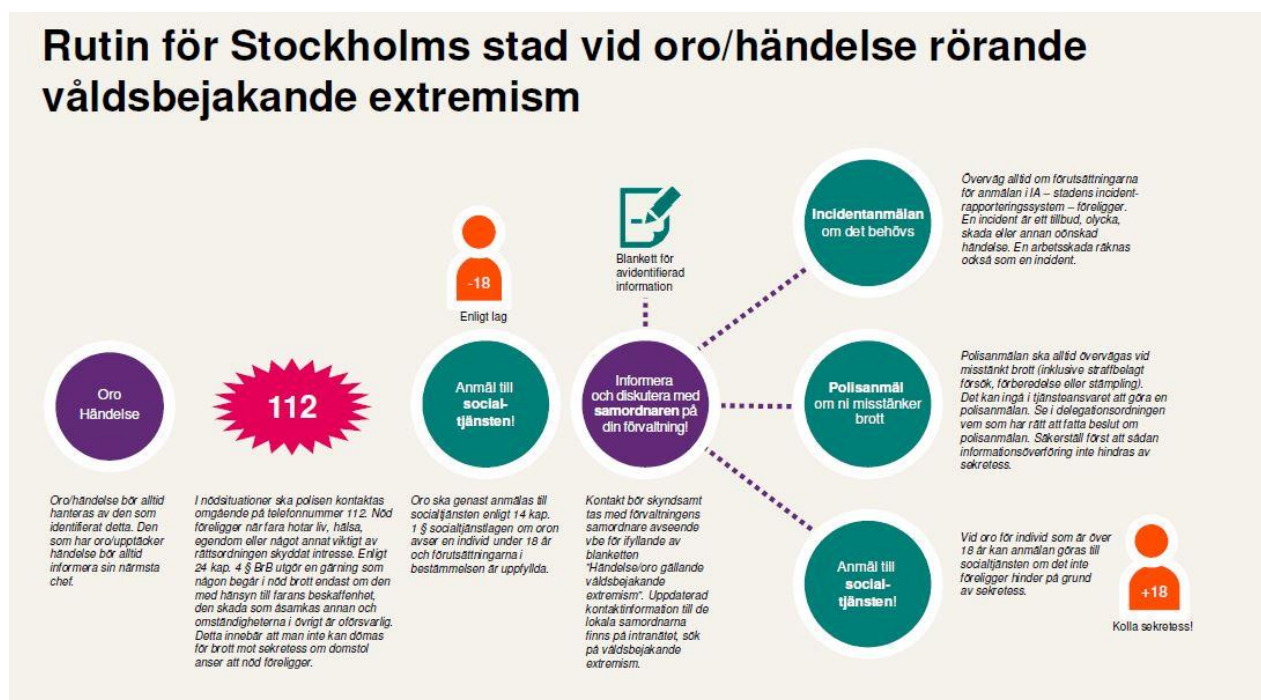 Rutin för Stockholms stad vid oro/händelse rörande
våldsbejakande extremism
Oro
Händelse
Oro/händelse bör alltid
hanteras av den som
identifierat detta. Den
som har oro/upptäcker
händelse bör alltid
informera sin närmsta
chef.
112
I nödsituationer ska polisen kontaktas
omgående på telefonnummer 112. Nöd
föreligger när fara hotar liv, hälsa,
egendom eller något annat viktigt av
rättsordningen skyddat intresse. Enligt
24 kap. 4 § BrB utgör en gärning som
någon begår i nöd brott endast om den
med hänsyn till farans beskaffenhet,
den skada som åsamkas annan och
omständigheterna i övrigt är oförsvarlig.
Detta innebär att man inte kan dömas
för brott mot sekretess om domstol
anser att nöd föreligger.
-18
Enligt lag
Anmäl till
social-
tjänsten!
Oro ska genast anmälas till
socialtjänsten enligt 14 kap.
1 § socialtjänstlagen om oron
avser en individ under 18 år
och förutsättningarna i
bestämmelsen är uppfyllda.
Blankett för
avidentifierad
information
Informera
och diskutera med
samordnaren på
din förvaltning!
Kontakt bör skyndsamt
tas med förvaltningens
samordnare avseende
vbe för ifyllande av
blanketten
"Händelse/oro gällande
våldsbejakande
extremism". Uppdaterad
kontaktinformation till de
lokala samordnarna
finns på intranätet, sök
på våldsbejakande
extremism.
Incidentanmälan
om det behövs
Överväg alltid om förutsättningarna
för anmälan i IA – stadens incident-
rapporteringssystem – föreligger.
En incident är ett tillbud, olycka,
skada eller annan oönskad
händelse. En arbetsskada räknas
också som en incident.
Polisanmäl
om ni misstänker
brott
Polisanmälan ska alltid övervägas vid
misstänkt brott (inklusive straffbelagt
försök, förberedelse eller stämpling).
Det kan ingå i tjänsteansvaret att göra en
polisanmälan. Se i delegationsordningen
vem som har rätt att fatta beslut om
polisanmälan. Säkerställ först att sådan
informationsöverföring inte hindras av
sekretess.
Anmäl till
social-
tjänsten!
Vid oro för individ som är över
18 år kan anmälan göras till
socialtjänsten om det inte
föreligger hinder på grund
av sekretess.
+18
Kolla sekretess!